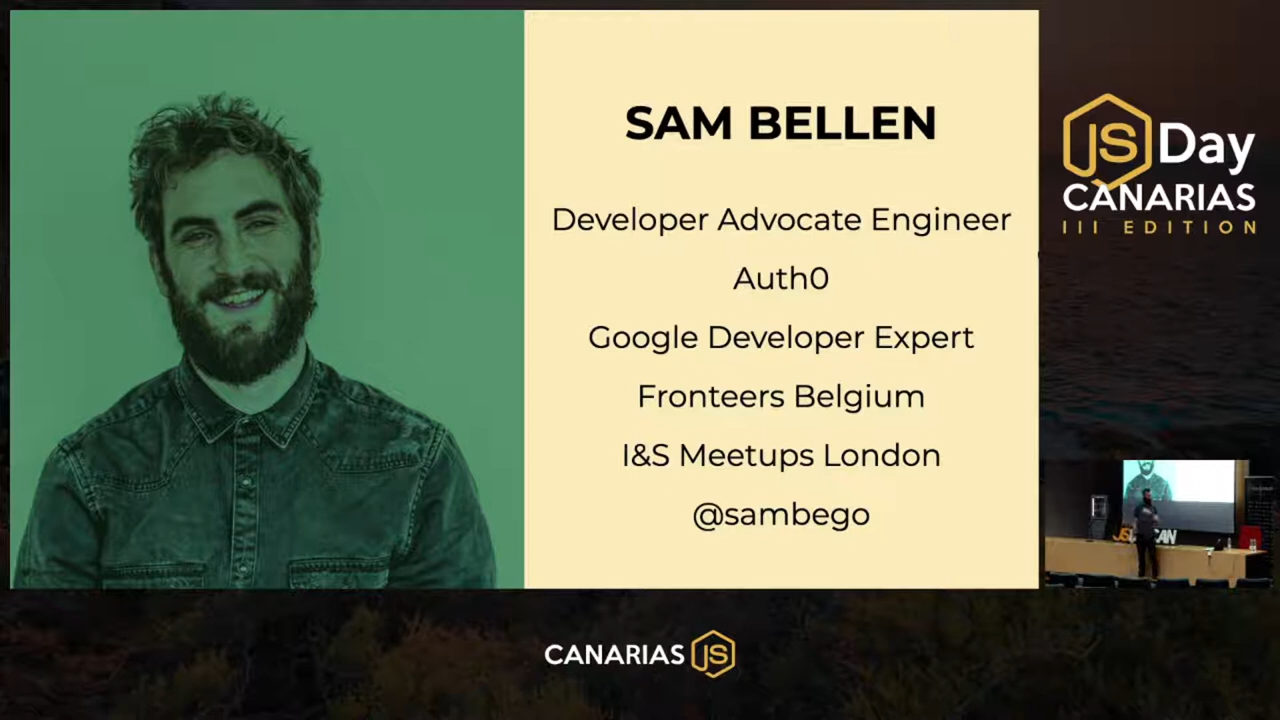 SAM BELLEN
Developer Advocate Engineer
Auth0
Google Developer Expert
Fronteers Belgium
I&S Meetups London
@sambego
JS Day
CANARIAS
III EDITION
CANARIAS JS